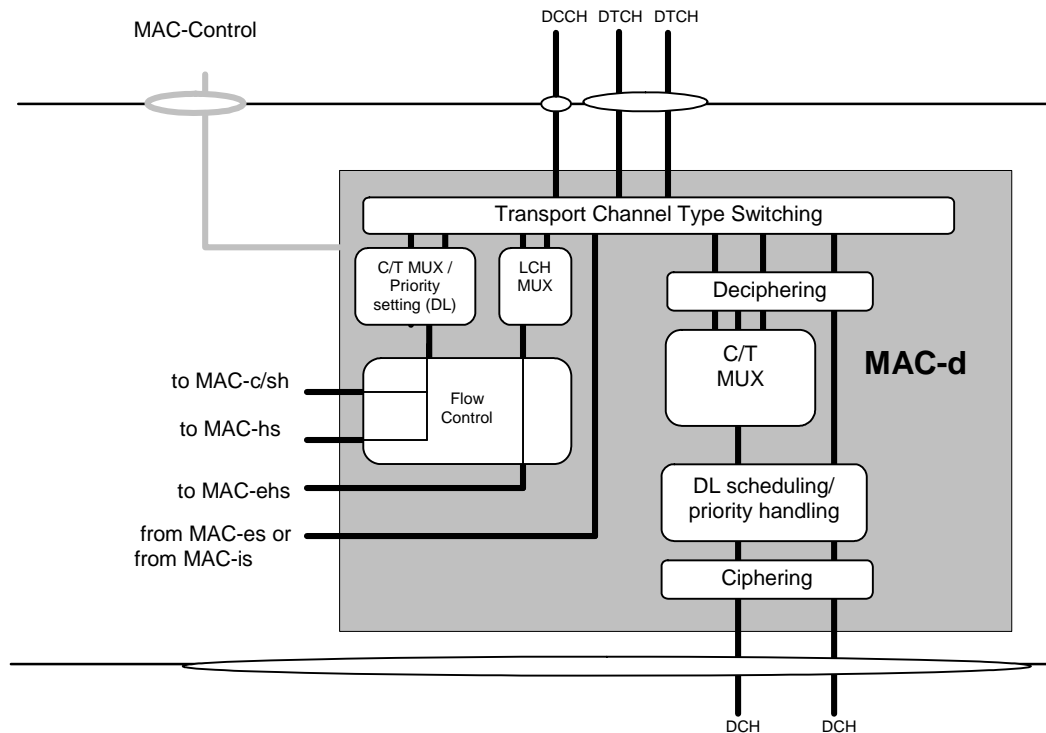 DCCH DTCH DTCH
MAC-Control
Transport Channel Type Switching
C/T MUX /
Priority
setting (DL)
LCH
MUX
Deciphering
C/T
MUX
MAC-d
to MAC-c/sh
to MAC-hs
Flow
Control
to MAC-ehs
DL scheduling/
priority handling
from MAC-es or
from MAC-is
Ciphering
DCH DCH